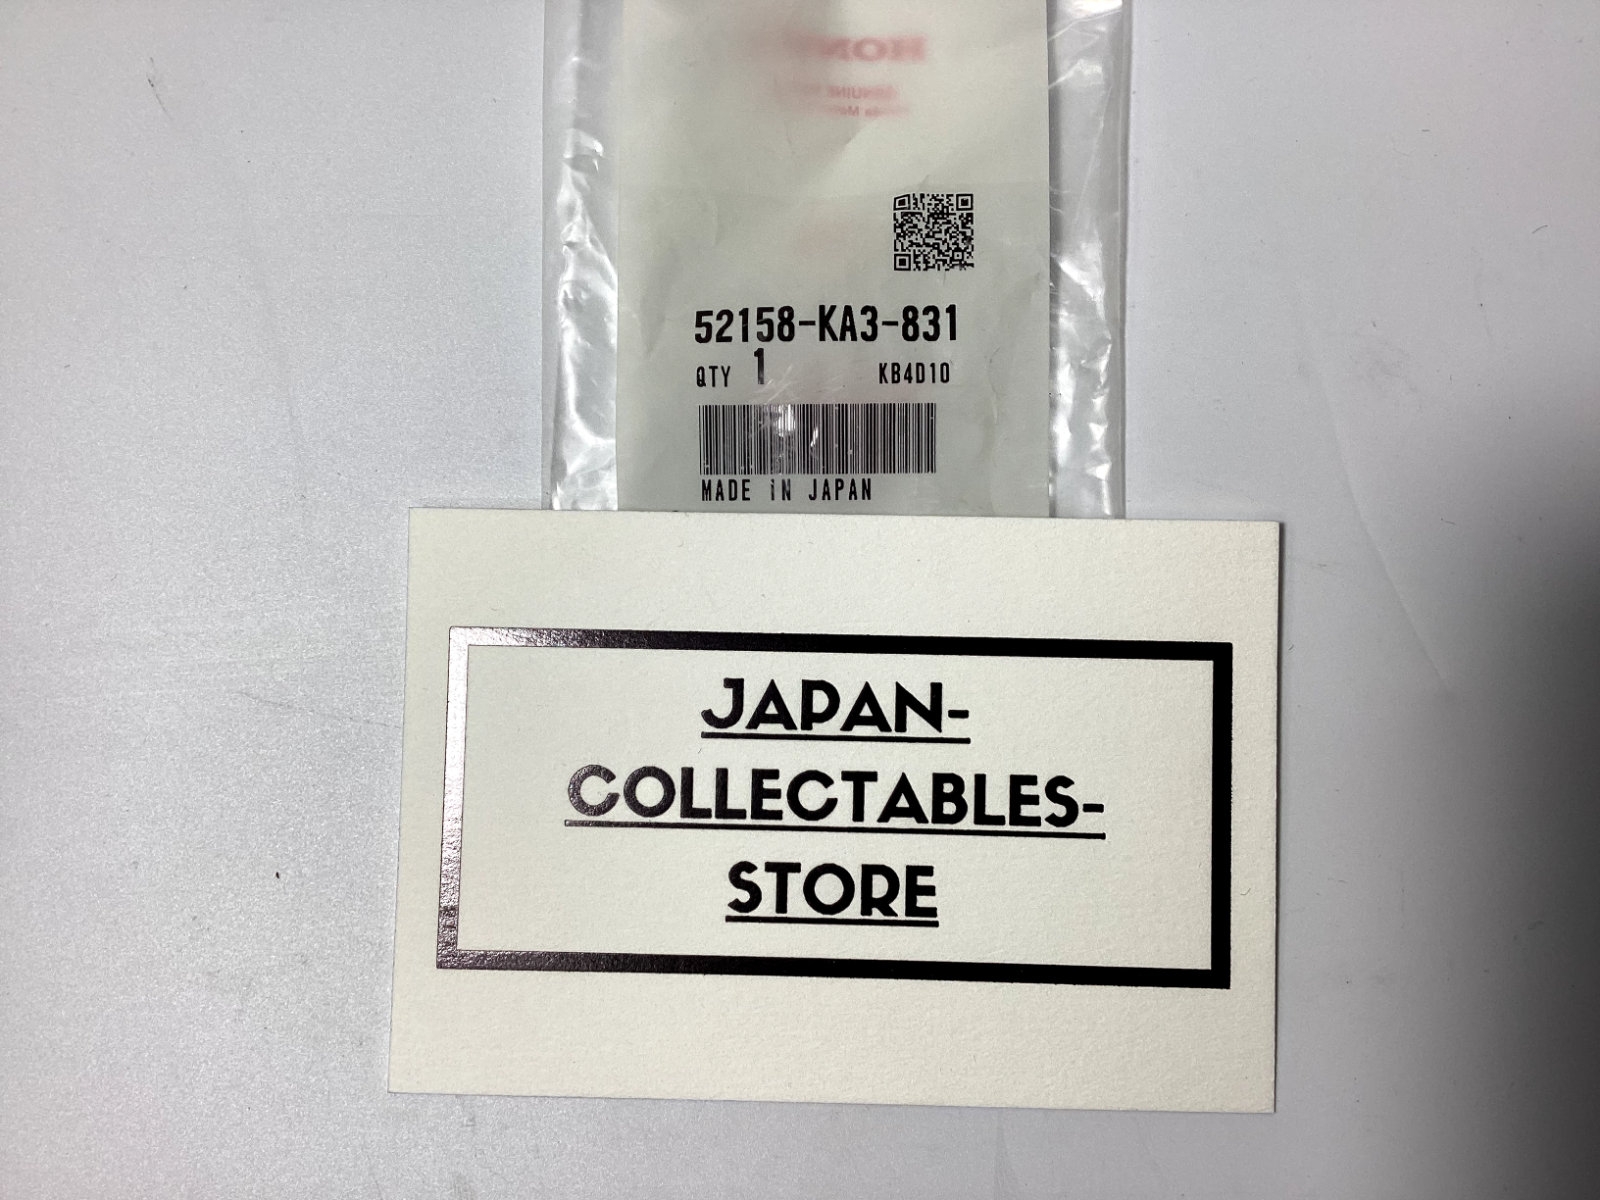 52158-KA3-831
QTY 1 KB4D10
MADE IN JAPAN
JAPAN-
COLLECTABLES-
STORE